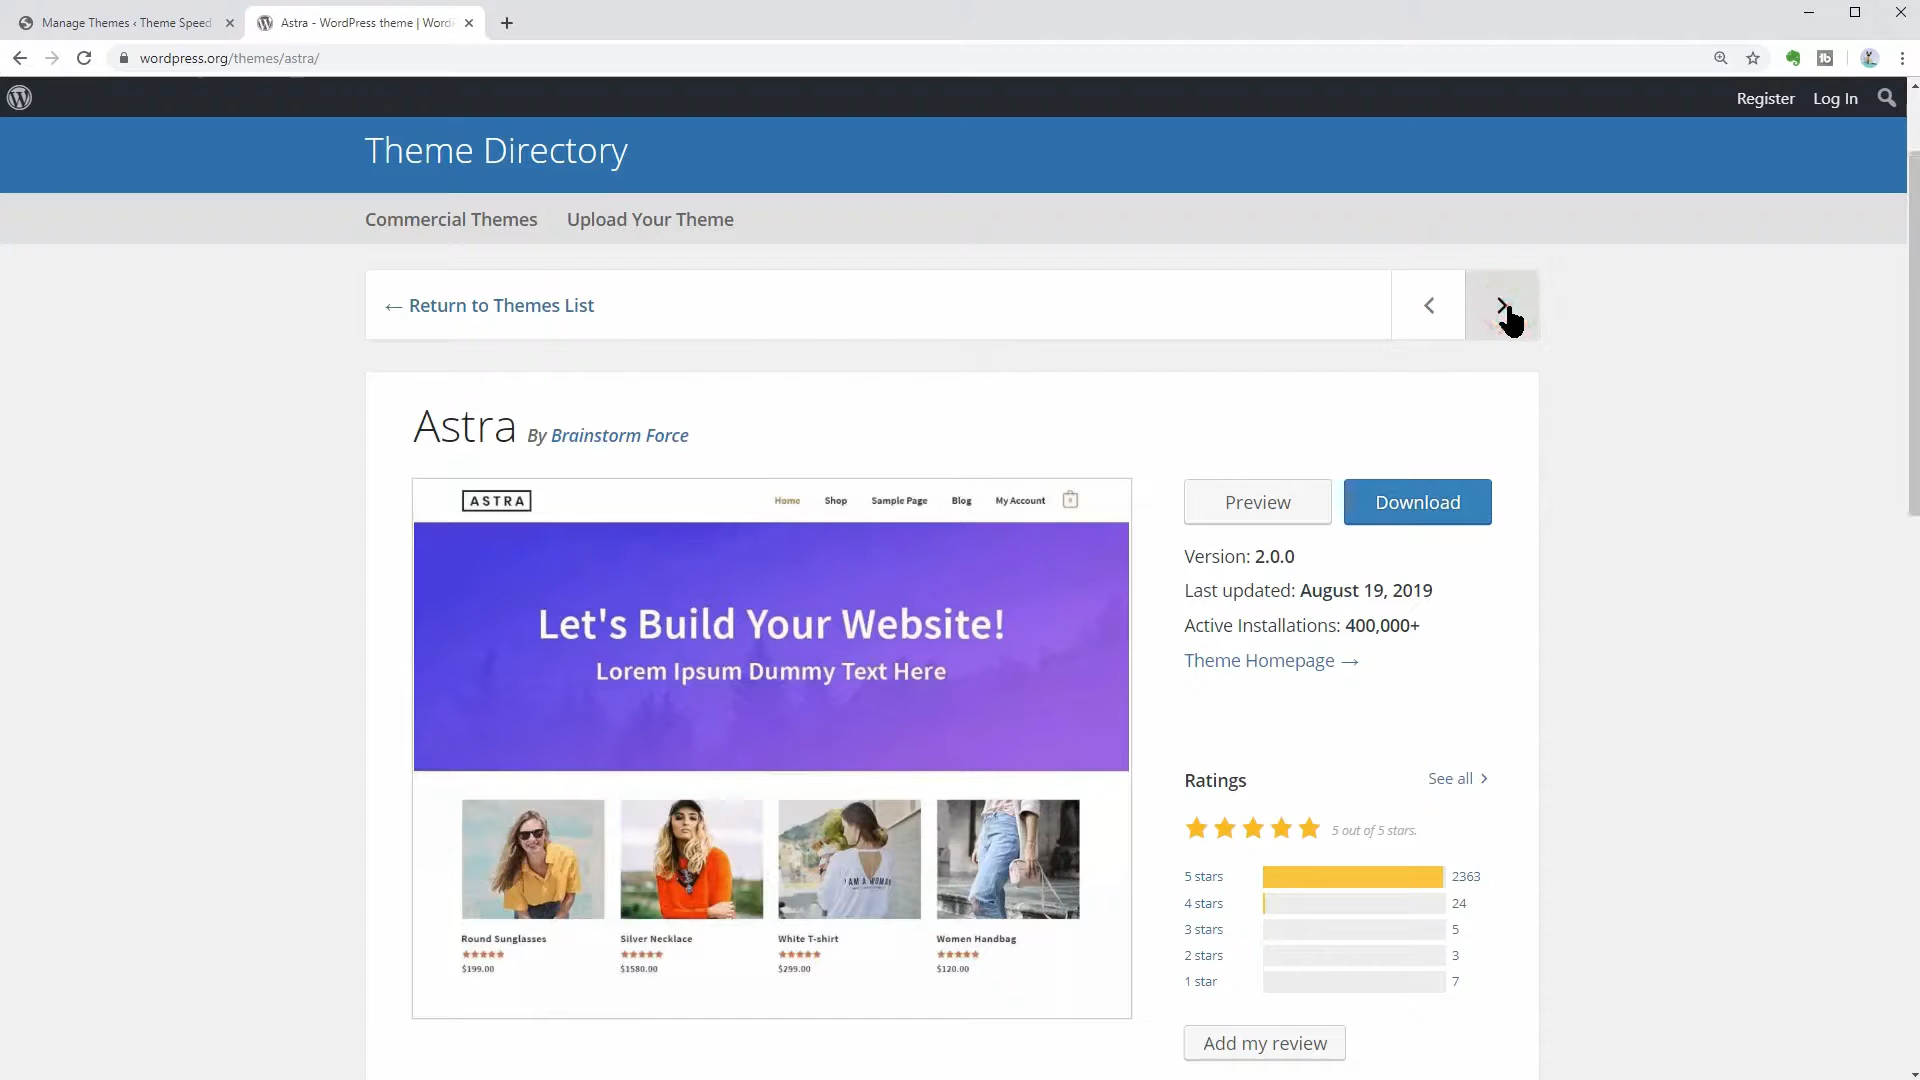 Manage Themes ‹ Theme Speed
Astra - WordPress theme | Word
wordpress.org/themes/astra/
Register Log In
Theme Directory
Commercial Themes Upload Your Theme
← Return to Themes List
Astra By Brainstorm Force
ASTRA
Home Shop Sample Page Blog My Account 0
Let's Build Your Website!
Lorem Ipsum Dummy Text Here
I AM A WOMAN
Round Sunglasses Silver Necklace White T-shirt Women Handbag
$199.00 $1580.00 $299.00 $120.00
Preview Download
Version: 2.0.0
Last updated: August 19, 2019
Active Installations: 400,000+
Theme Homepage →
Ratings See all >
5 out of 5 stars.
5 stars 2363
4 stars 24
3 stars 5
2 stars 3
1 star 7
Add my review